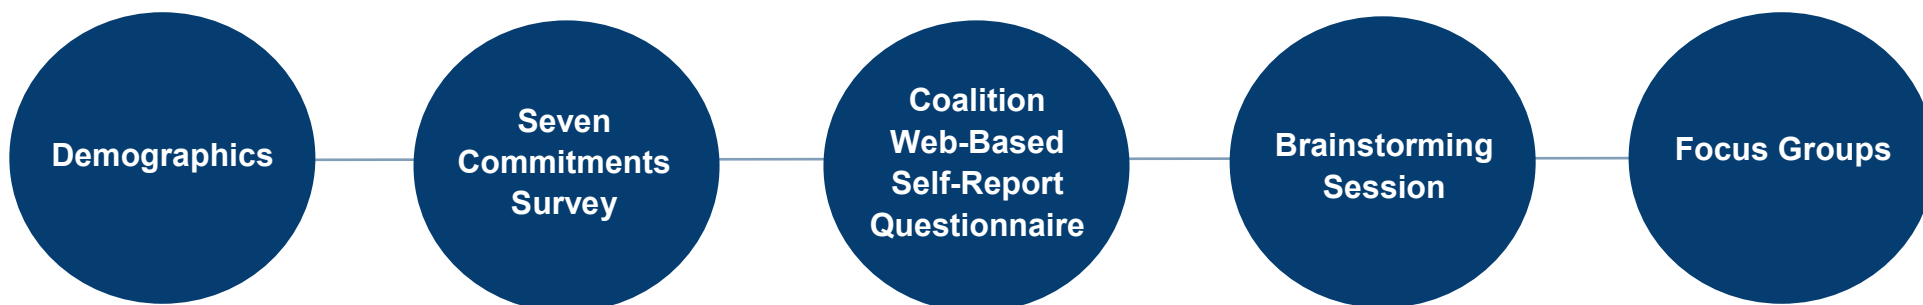 Demographics
Seven
Commitments
Survey
Coalition
Web-Based
Self-Report
Questionnaire
Brainstorming
Session
Focus Groups